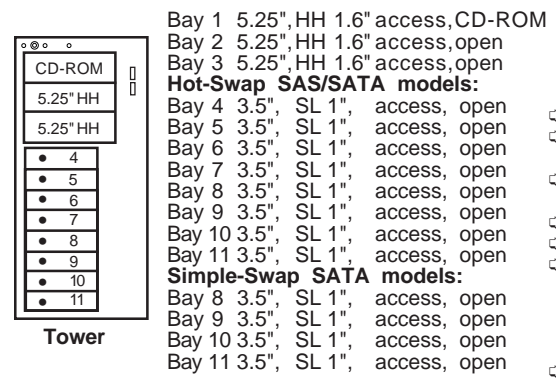 CD-ROM
5.25" HH
5.25" HH
4
5
6
7
8
9
10
11
Tower
Bay 1 5.25", HH 1.6" access, CD-ROM
Bay 2 5.25", HH 1.6" access, open
Bay 3 5.25", HH 1.6" access, open
Hot-Swap SAS/SATA models:
Bay 4 3.5", SL 1", access, open
Bay 5 3.5", SL 1", access, open
Bay 6 3.5", SL 1", access, open
Bay 7 3.5", SL 1", access, open
Bay 8 3.5", SL 1", access, open
Bay 9 3.5", SL 1", access, open
Bay 10 3.5", SL 1", access, open
Bay 11 3.5", SL 1", access, open
Simple-Swap SATA models:
Bay 8 3.5", SL 1", access, open
Bay 9 3.5", SL 1", access, open
Bay 10 3.5", SL 1", access, open
Bay 11 3.5", SL 1", access, open